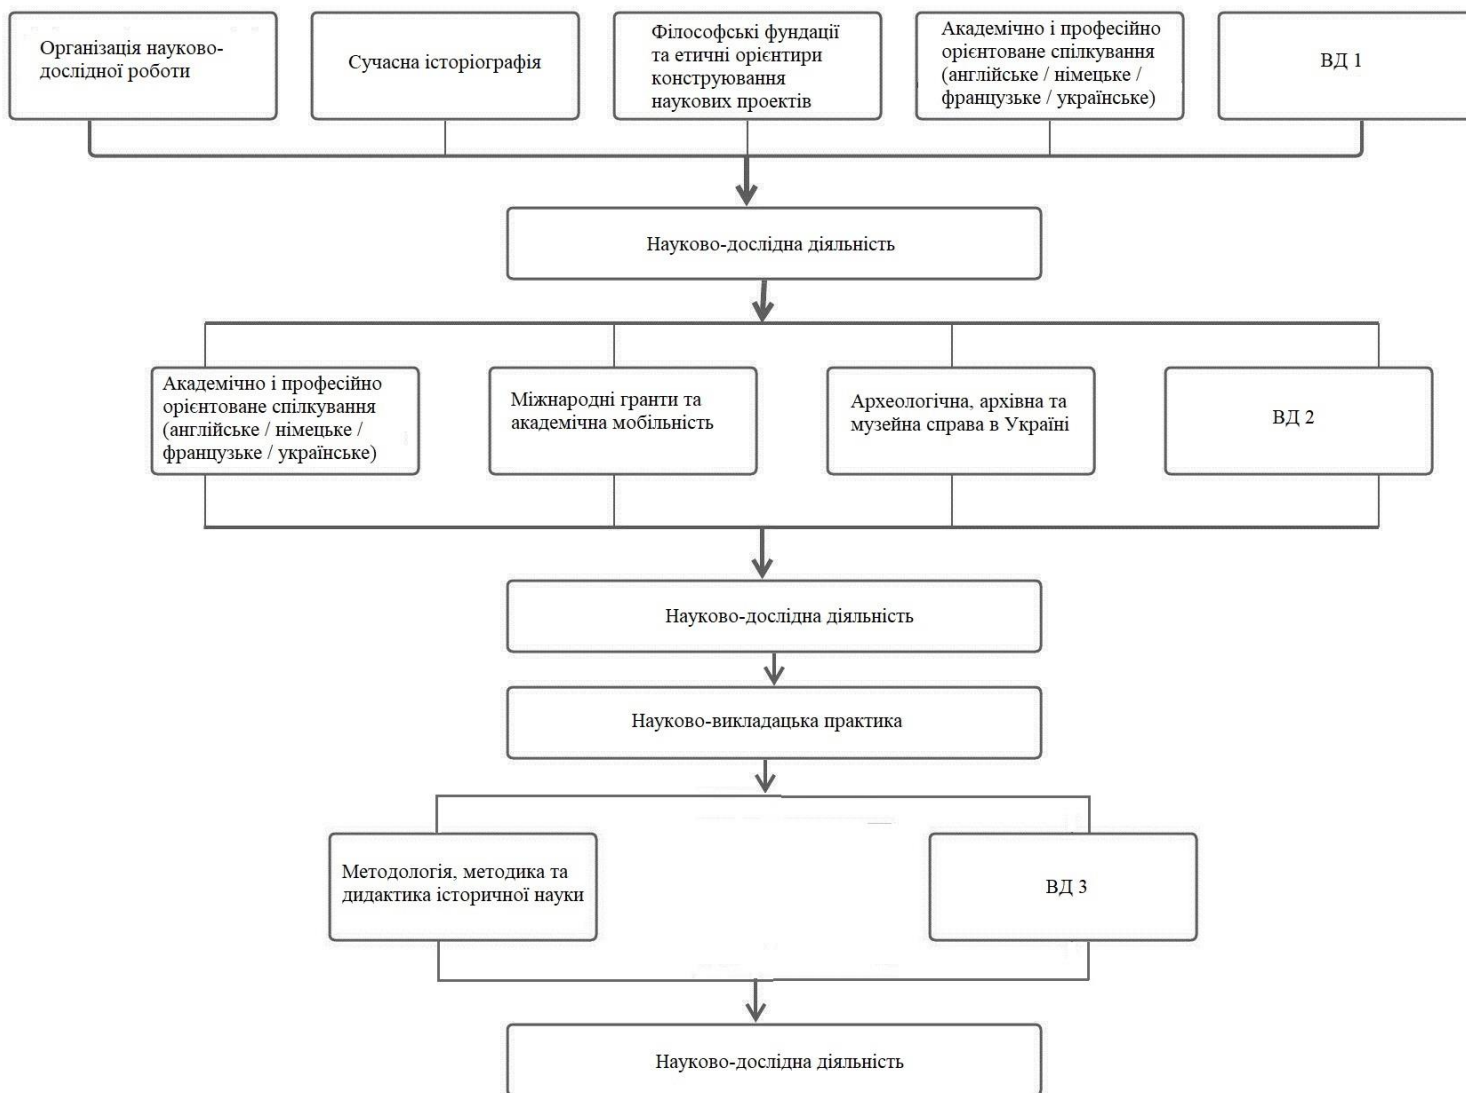 Організація науково-
дослідної роботи
Сучасна історіографія
Філософські фундації
та етичні орієнтири
конструювання
наукових проектів
Академічно і професійно
орієнтоване спілкування
(англійське / німецьке /
французьке / українське)
ВД 1
Науково-дослідна діяльність
Академічно і професійно
орієнтоване спілкування
(англійське / німецьке /
французьке / українське)
Міжнародні гранти та
академічна мобільність
Археологічна, архівна та
музейна справа в Україні
ВД 2
Науково-дослідна діяльність
Науково-викладацька практика
Методологія, методика та
дидактика історичної науки
ВД 3
Науково-дослідна діяльність